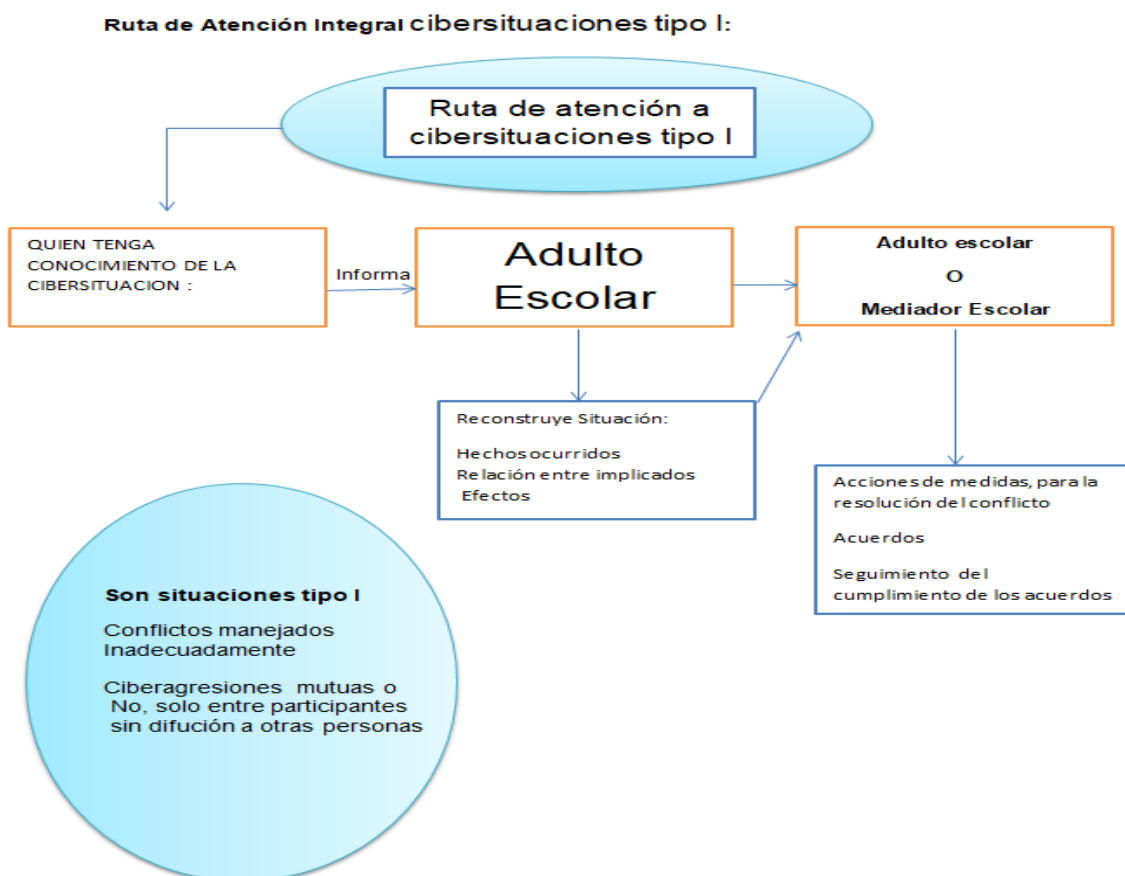 Ruta de Atención Integral cibersituaciones tipo I:
Ruta de atención a
cibersituaciones tipo I
QUIEN TENGA
CONOCIMIENTO DE LA
CIBERSITUACION :
Informa
Adulto
Escolar
Adulto escolar
O
Mediador Escolar
Reconstruye Situación:
Hechos ocurridos
Relación entre implicados
Efectos
Acciones de medidas, para la
resolución del conflicto
Acuerdos
Seguimiento del
cumplimiento de los acuerdos
Son situaciones tipo I
Conflictos manejados
Inadecuadamente
Ciberagresiones mutuas o
No, solo entre participantes
sin difución a otras personas